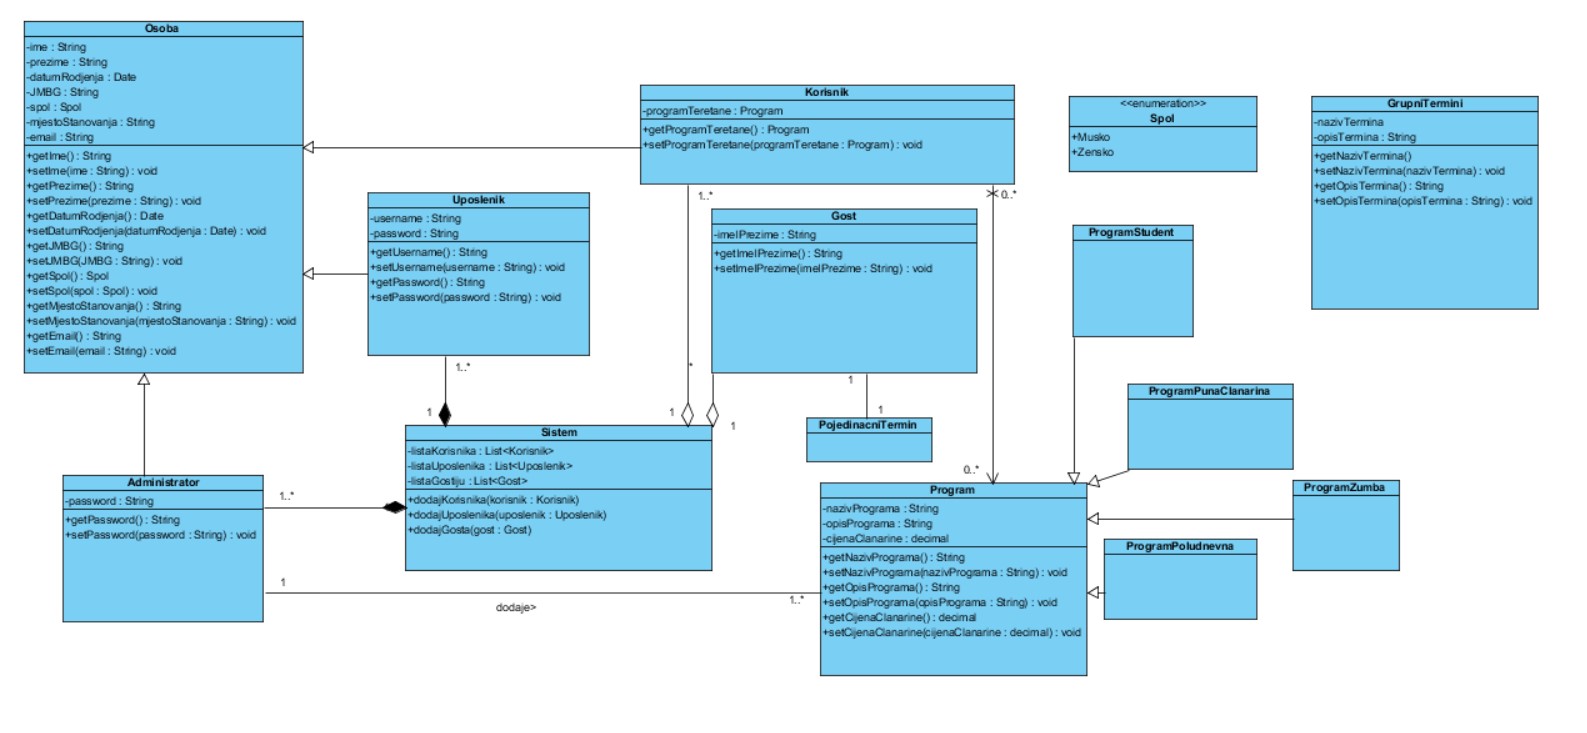 Osoba
-ime : String
-prezime : String
-datumRodjenja : Date
-JMBG : String
-spol : Spol
-mjestoStanovanja : String
-email : String
+getIme() : String
+setIme(ime : String) : void
+getPrezime() : String
+setPrezime(prezime : String) : void
+getDatumRodjenja() : Date
+setDatumRodjenja(datumRodjenja : Date) : void
+getJMBG() : String
+setJMBG(JMBG : String) : void
+getSpol() : Spol
+setSpol(spol : Spol) : void
+getMjestoStanovanja() : String
+setMjestoStanovanja(mjestoStanovanja : String) : void
+getEmail() : String
+setEmail(email : String) : void
Korisnik
-programTeretane : Program
+getProgramTeretane() : Program
+setProgramTeretane(programTeretane : Program) : void
<<enumeration>>
Spol
+Musko
+Zensko
GrupniTermini
-nazivTermina
-opisTermina : String
+getNazivTermina()
+setNazivTermina(nazivTermina) : void
+getOpisTermina() : String
+setOpisTermina(opisTermina : String) : void
Uposlenik
-username : String
-password : String
+getUsername() : String
+setUsername(username : String) : void
+getPassword() : String
+setPassword(password : String) : void
1..*
0..*
Gost
-imeIPrezime : String
+getImeIPrezime() : String
+setImeIPrezime(imeIPrezime : String) : void
ProgramStudent
1..*
*
1
1
1
1
1
ProgramPunaClanarina
PojedinacniTermin
Sistem
-listaKorisnika : List<Korisnik>
-listaUposlenika : List<Uposlenik>
-listaGostiju : List<Gost>
+dodajKorisnika(korisnik : Korisnik)
+dodajUposlenika(uposlenik : Uposlenik)
+dodajGosta(gost : Gost)
0..*
Administrator
-password : String
+getPassword() : String
+setPassword(password : String) : void
1..*
1
dodaje>
1..*
Program
-nazivPrograma : String
-opisPrograma : String
-cijenaClanarine : decimal
+getNazivPrograma() : String
+setNazivPrograma(nazivPrograma : String) : void
+getOpisPrograma() : String
+setOpisPrograma(opisPrograma : String) : void
+getCijenaClanarine() : decimal
+setCijenaClanarine(cijenaClanarine : decimal) : void
ProgramZumba
ProgramPoludnevna